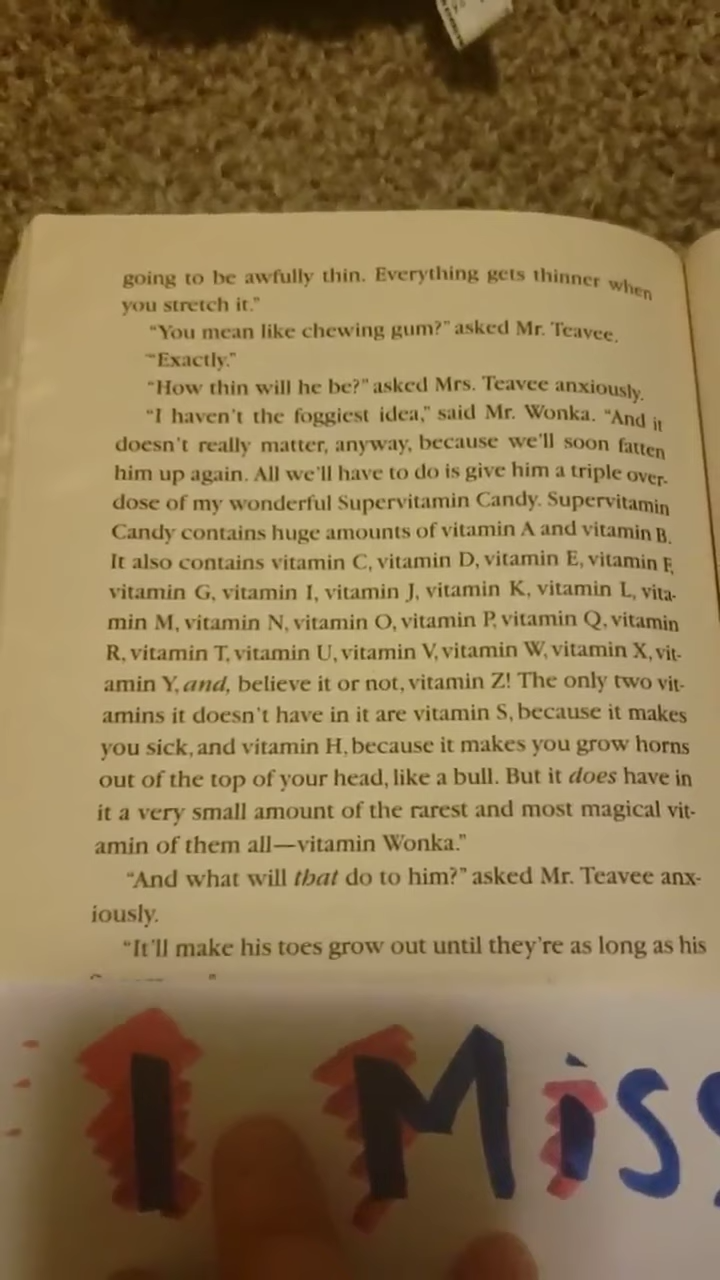 going to be awfully thin. Everything gets thinner when
you stretch it."
"You mean like chewing gum?" asked Mr. Teavee.
"Exactly."
"How thin will he be?" asked Mrs. Teavee anxiously.
"I haven't the foggiest idea," said Mr. Wonka. "And it
doesn't really matter, anyway, because we'll soon fatten
him up again. All we'll have to do is give him a triple over-
dose of my wonderful Supervitamin Candy. Supervitamin
Candy contains huge amounts of vitamin A and vitamin B.
It also contains vitamin C, vitamin D, vitamin E, vitamin F,
vitamin G, vitamin I, vitamin J, vitamin K, vitamin L, vita-
min M, vitamin N, vitamin O, vitamin P, vitamin Q, vitamin
R, vitamin T, vitamin U, vitamin V, vitamin W, vitamin X, vit-
amin Y, and, believe it or not, vitamin Z! The only two vit-
amins it doesn't have in it are vitamin S, because it makes
you sick, and vitamin H, because it makes you grow horns
out of the top of your head, like a bull. But it does have in
it a very small amount of the rarest and most magical vit-
amin of them all—vitamin Wonka."
"And what will that do to him?" asked Mr. Teavee anx-
iously.
"It'll make his toes grow out until they're as long as his
I Miss